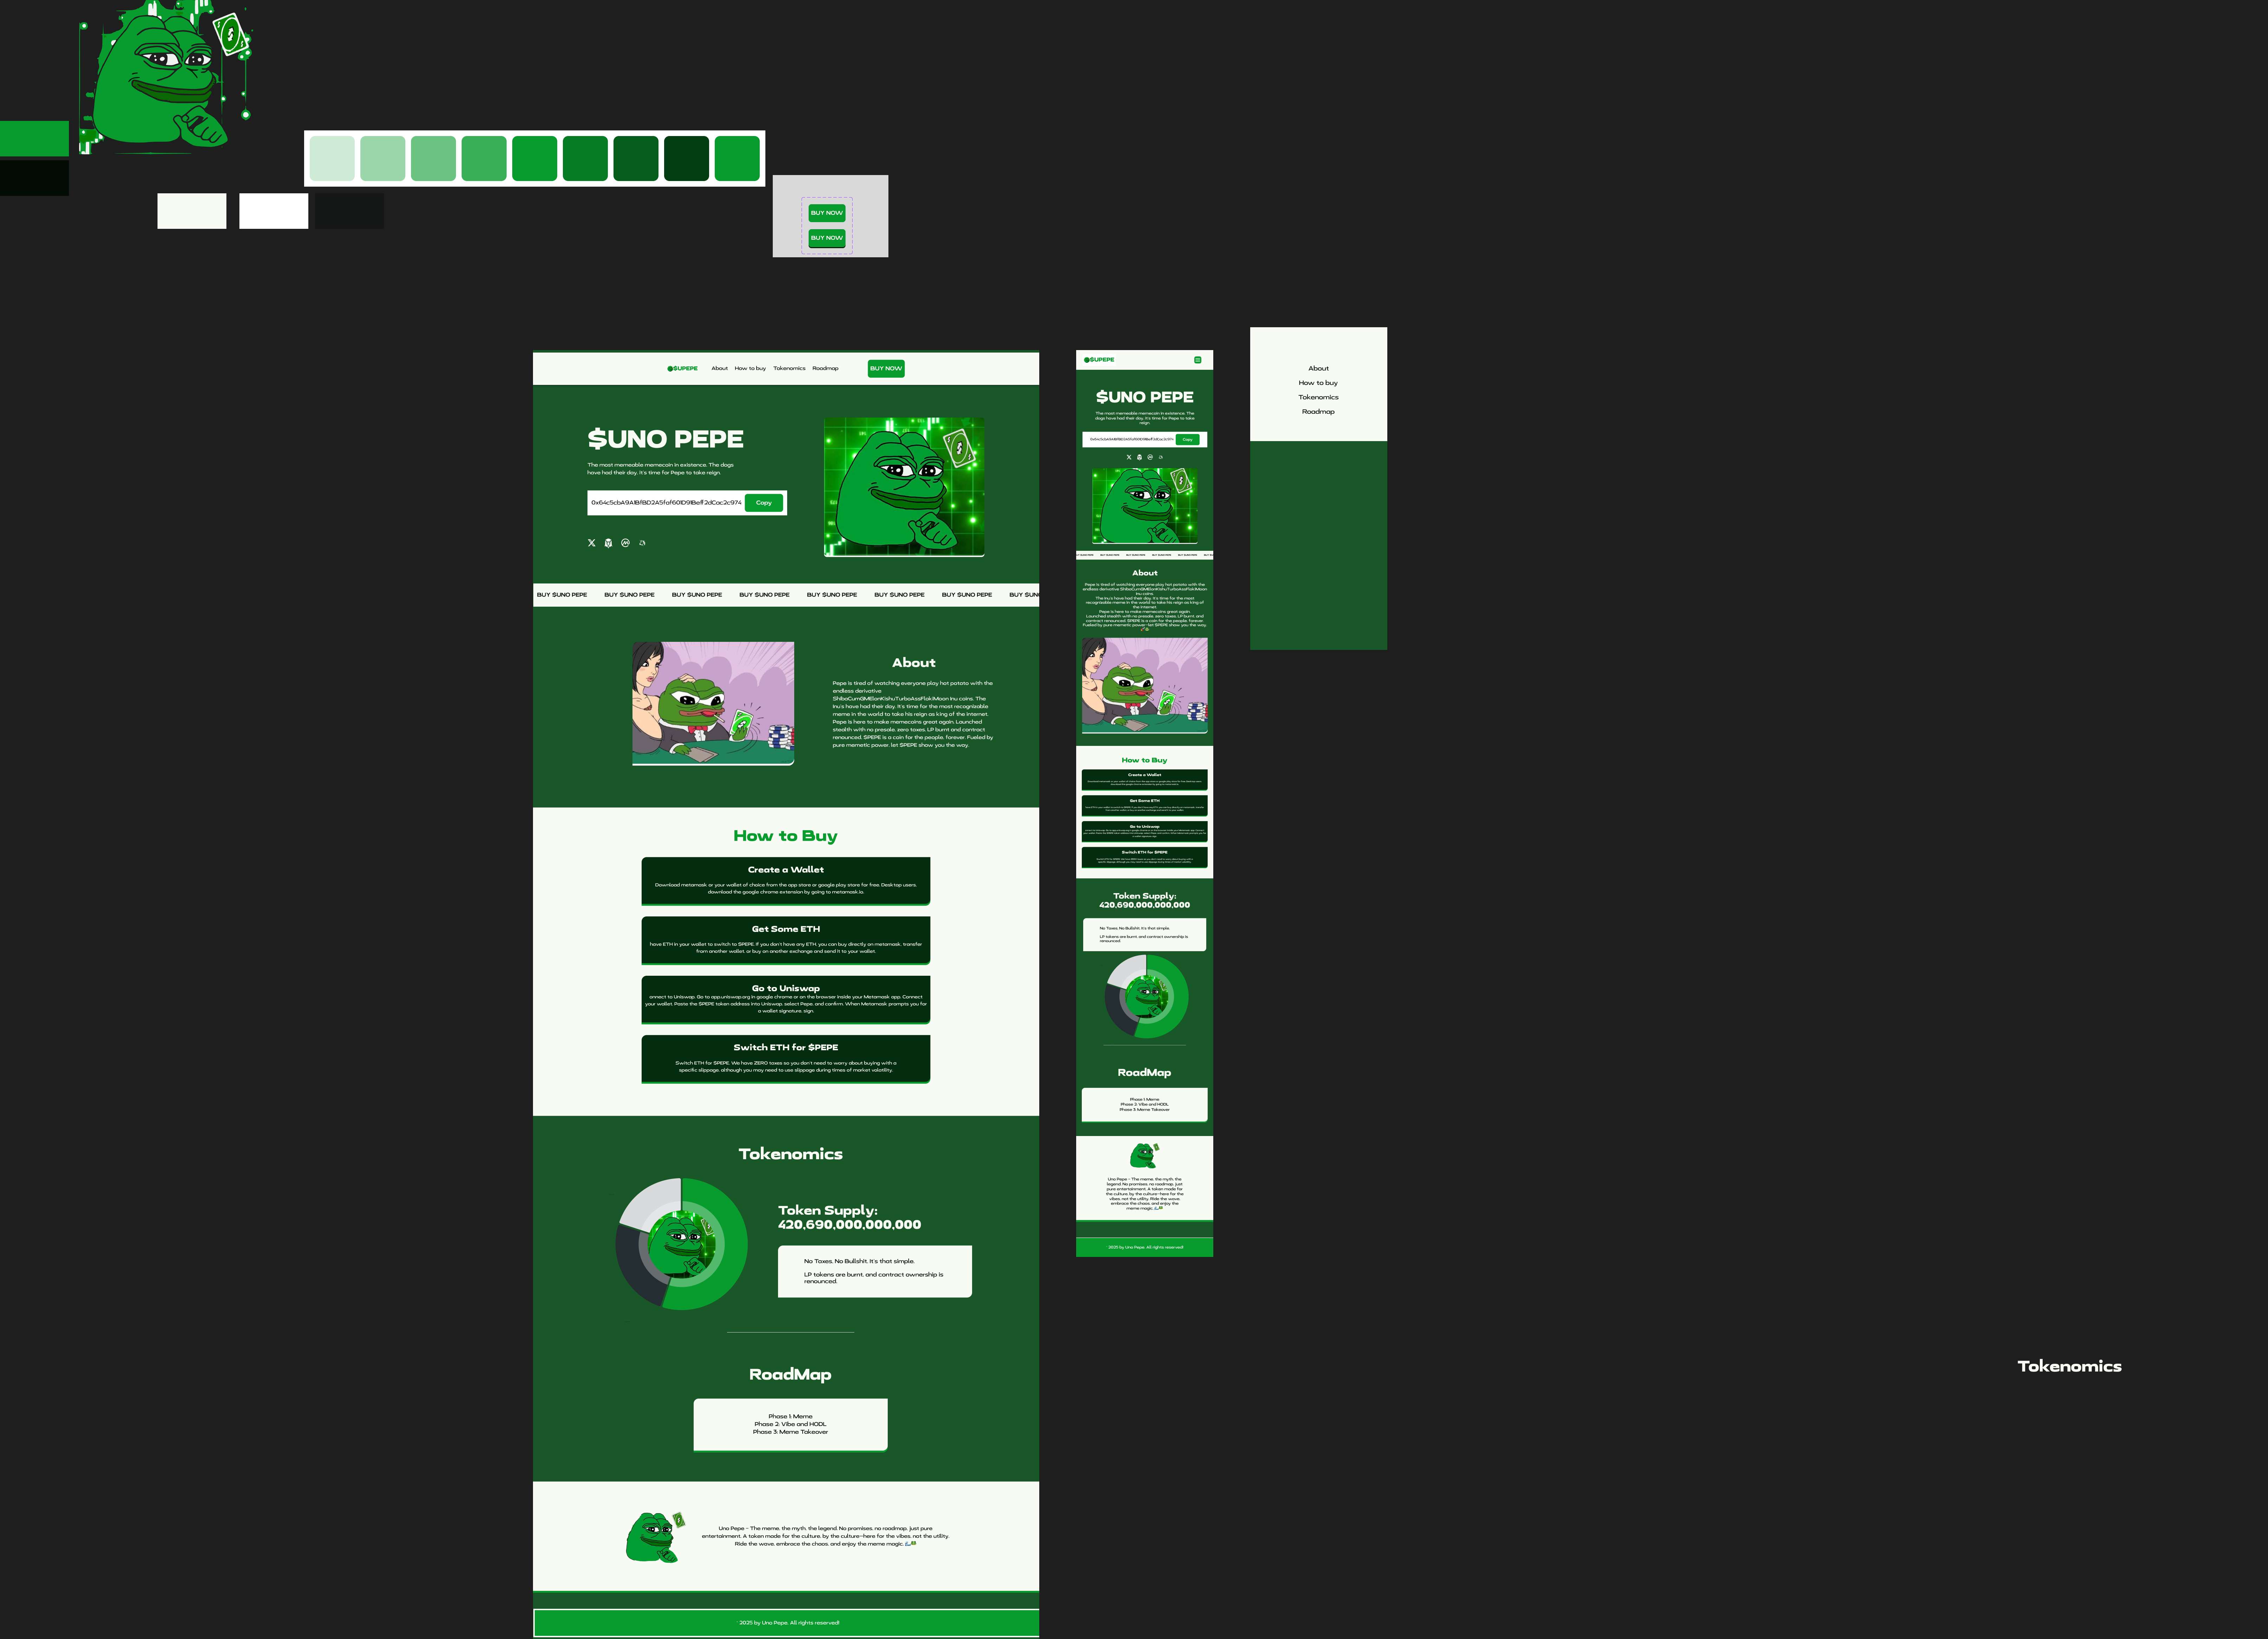 BUY NOW
BUY NOW
$UPEPE
About
How to buy
Tokenomics
Roadmap
BUY NOW
$UNO PEPE
The most memeable memecoin in existence. The dogs
have had their day, it's time for Pepe to take reign.
Copy
BUY $UNO PEPE BUY $UNO PEPE BUY $UNO PEPE BUY $UNO PEPE BUY $UNO PEPE BUY $UNO PEPE BUY $UNO PEPE BUY $UN
About
Pepe is tired of watching everyone play hot potato with the
endless derivative
ShibaCumGMElonKishuTurboAssFlokiMoon Inu coins. The
Inu's have had their day. It's time for the most recognizable
meme in the world to take his reign as king of the internet.
Pepe is here to make memecoins great again. Launched
stealth with no presale, zero taxes, LP burnt and contract
renounced, $PEPE is a coin for the people, forever. Fueled by
pure memetic power, let $PEPE show you the way.
How to Buy
Create a Wallet
Download metamask or your wallet of choice from the app store or google play store for free. Desktop users,
download the google chrome extension by going to metamask.io.
Get Some ETH
have ETH in your wallet to switch to $PEPE. If you don't have any ETH, you can buy directly on metamask, transfer
from another wallet, or buy on another exchange and send it to your wallet.
Go to Uniswap
onnect to Uniswap. Go to app.uniswap.org in google chrome or on the browser inside your Metamask app. Connect
your wallet. Paste the $PEPE token address into Uniswap, select Pepe, and confirm. When Metamask prompts you for
a wallet signature, sign.
Switch ETH for $PEPE
Switch ETH for $PEPE. We have ZERO taxes so you don't need to worry about buying with a
specific slippage, although you may need to use slippage during times of market volatility.
Tokenomics
Token Supply:
420,690,000,000,000
No Taxes, No Bullshit. It's that simple.
LP tokens are burnt, and contract ownership is
renounced.
RoadMap
Phase 1: Meme
Phase 2: Vibe and HODL
Phase 3: Meme Takeover
Uno Pepe – The meme, the myth, the legend. No promises, no roadmap, just pure
entertainment. A token made for the culture, by the culture—here for the vibes, not the utility.
Ride the wave, embrace the chaos, and enjoy the meme magic.
2025 by Uno Pepe. All rights reserved!
$UPEPE
$UNO PEPE
The most memeable memecoin in existence. The
dogs have had their day, it's time for Pepe to take
reign.
Copy
BUY $UNO PEPE BUY $UNO PEPE BUY $UNO PEPE BUY $UNO PEPE
About
Pepe is tired of watching everyone play hot potato with the
endless derivative ShibaCumGMElonKishuTurboAssFlokiMoon
Inu coins.
The Inu's have had their day. It's time for the most
recognizable meme in the world to take his reign as king of
the internet.
Pepe is here to make memecoins great again.
Launched stealth with no presale, zero taxes, LP burnt and
contract renounced, $PEPE is a coin for the people, forever.
Fueled by pure memetic power, let $PEPE show you the way.
How to Buy
Create a Wallet
Get Some ETH
Go to Uniswap
Switch ETH for $PEPE
Token Supply:
420,690,000,000,000
No Taxes, No Bullshit. It's that simple.
LP tokens are burnt, and contract ownership is
renounced.
RoadMap
Phase 1: Meme
Phase 2: Vibe and HODL
Phase 3: Meme Takeover
Uno Pepe – The meme, the myth, the
legend. No promises, no roadmap, just
pure entertainment. A token made for
the culture, by the culture—here for the
vibes, not the utility. Ride the wave,
embrace the chaos, and enjoy the
meme magic.
2025 by Uno Pepe. All rights reserved!
About
How to buy
Tokenomics
Roadmap
Tokenomics